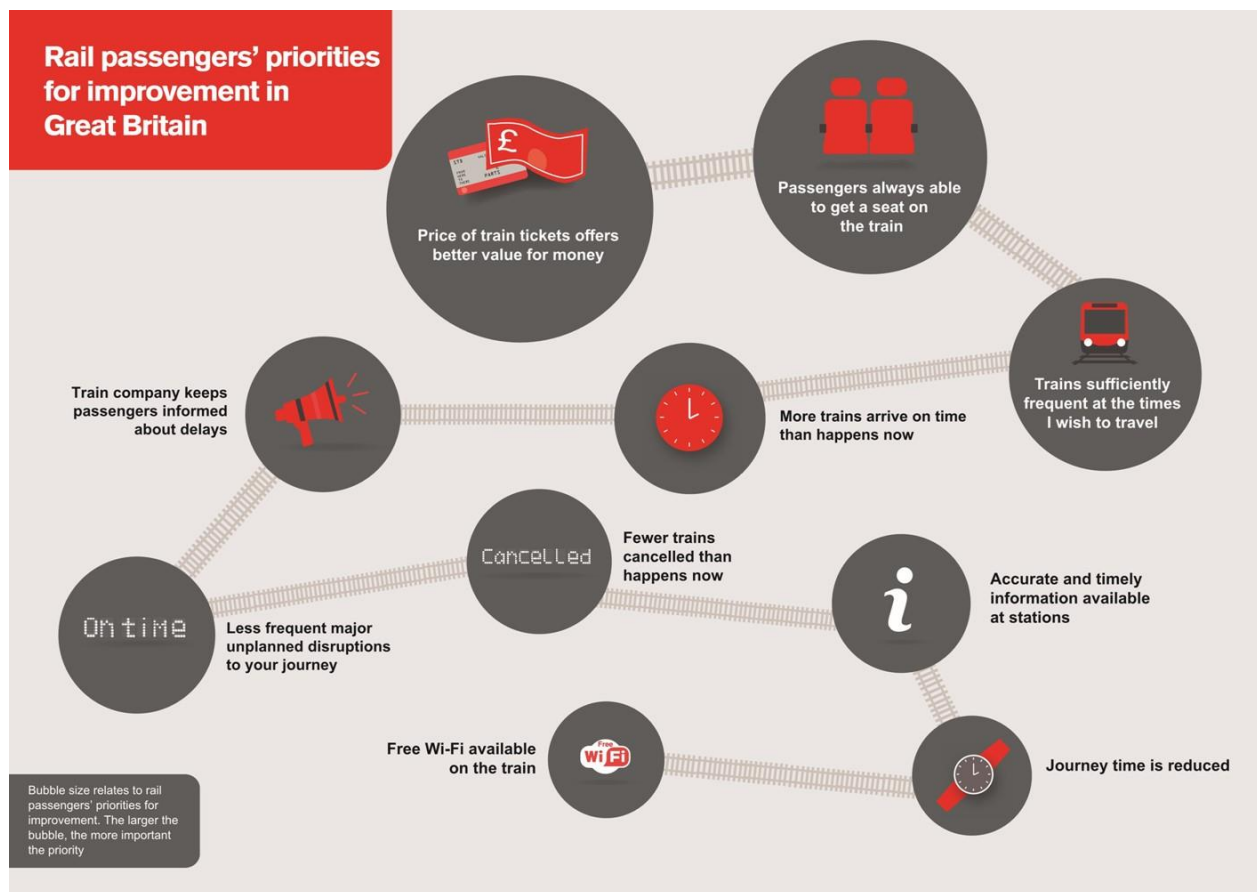 Rail passengers' priorities
for improvement in
Great Britain
£
Price of train tickets offers
better value for money
Passengers always able
to get a seat on
the train
Trains sufficiently
frequent at the times
I wish to travel
More trains arrive on time
than happens now
Train company keeps
passengers informed
about delays
On time
Less frequent major
unplanned disruptions
to your journey
Cancelled
Fewer trains
cancelled than
happens now
i
Accurate and timely
information available
at stations
Journey time is reduced
Free
WiFi
Free Wi-Fi available
on the train
Bubble size relates to rail
passengers' priorities for
improvement. The larger the
bubble, the more important
the priority